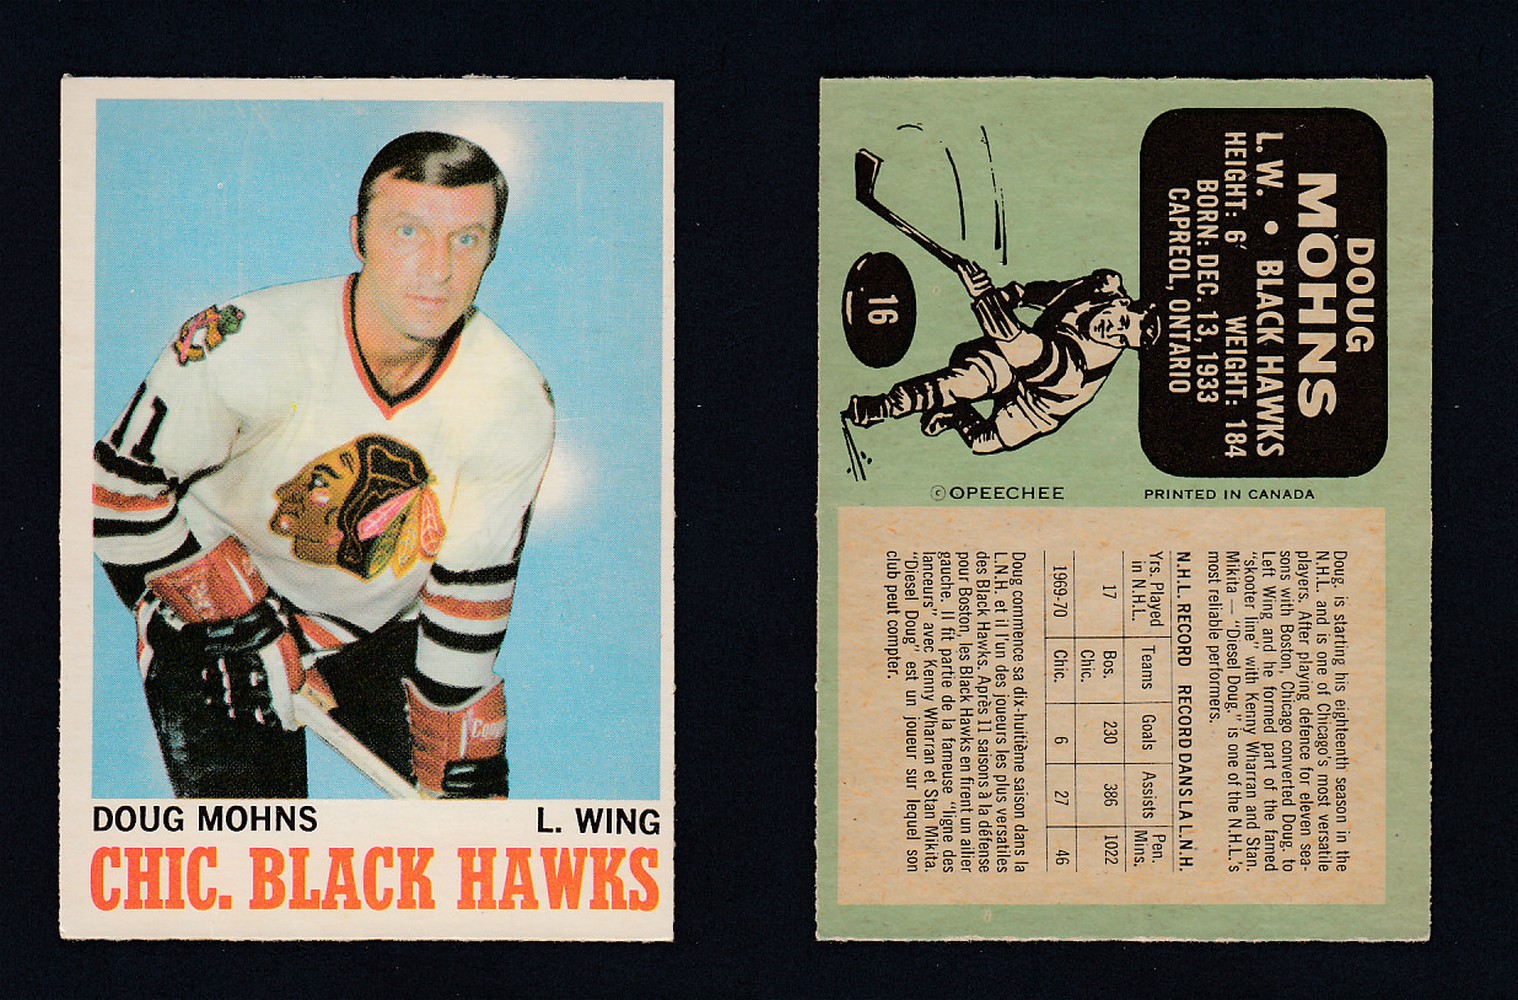 11
Coop
DOUG MOHNS L. WING
CHIC. BLACK HAWKS
DOUG
MOHNS
L. W. • BLACK HAWKS
HEIGHT: 6' WEIGHT: 184
BORN: DEC. 13, 1933
CAPREOL, ONTARIO
16
© OPEECHEE PRINTED IN CANADA
Doug. is starting his eighteenth season in the
N.H.L. and is one of Chicago's most versatile
players. After playing defence for eleven sea-
sons with Boston, Chicago converted Doug. to
Left Wing and he formed part of the famed
"skooter line" with Kenny Wharran and Stan.
Mikita — "Diesel Doug." is one of the N.H.L.'s
most reliable performers.
N.H.L. RECORD RECORD DANS LA L.N.H.
Yrs. Played in N.H.L. Teams Goals Assists Pen. Mins.
17 Bos. Chic. 230 386 1022
1969-70 Chic. 6 27 46
Doug commence sa dix-huitième saison dans la
L.N.H. et il l'un des joueurs les plus versatiles
des Black Hawks. Après 11 saisons à la défense
pour Boston, les Black Hawks en firent un ailier
gauche. Il fit partie de la fameuse "ligne des
lanceurs" avec Kenny Wharran et Stan Mikita.
"Diesel Doug" est un joueur sur lequel son
club peut compter.